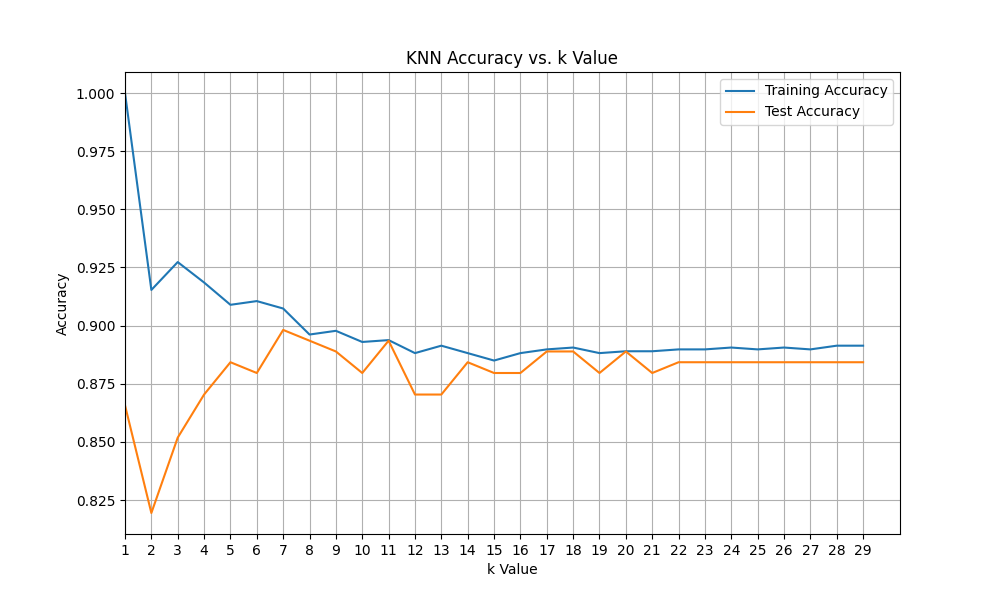 KNN Accuracy vs. k Value
Training Accuracy
Test Accuracy
1.000
0.975
0.950
0.925
0.900
0.875
0.850
0.825
Accuracy
1 2 3 4 5 6 7 8 9 10 11 12 13 14 15 16 17 18 19 20 21 22 23 24 25 26 27 28 29
k Value